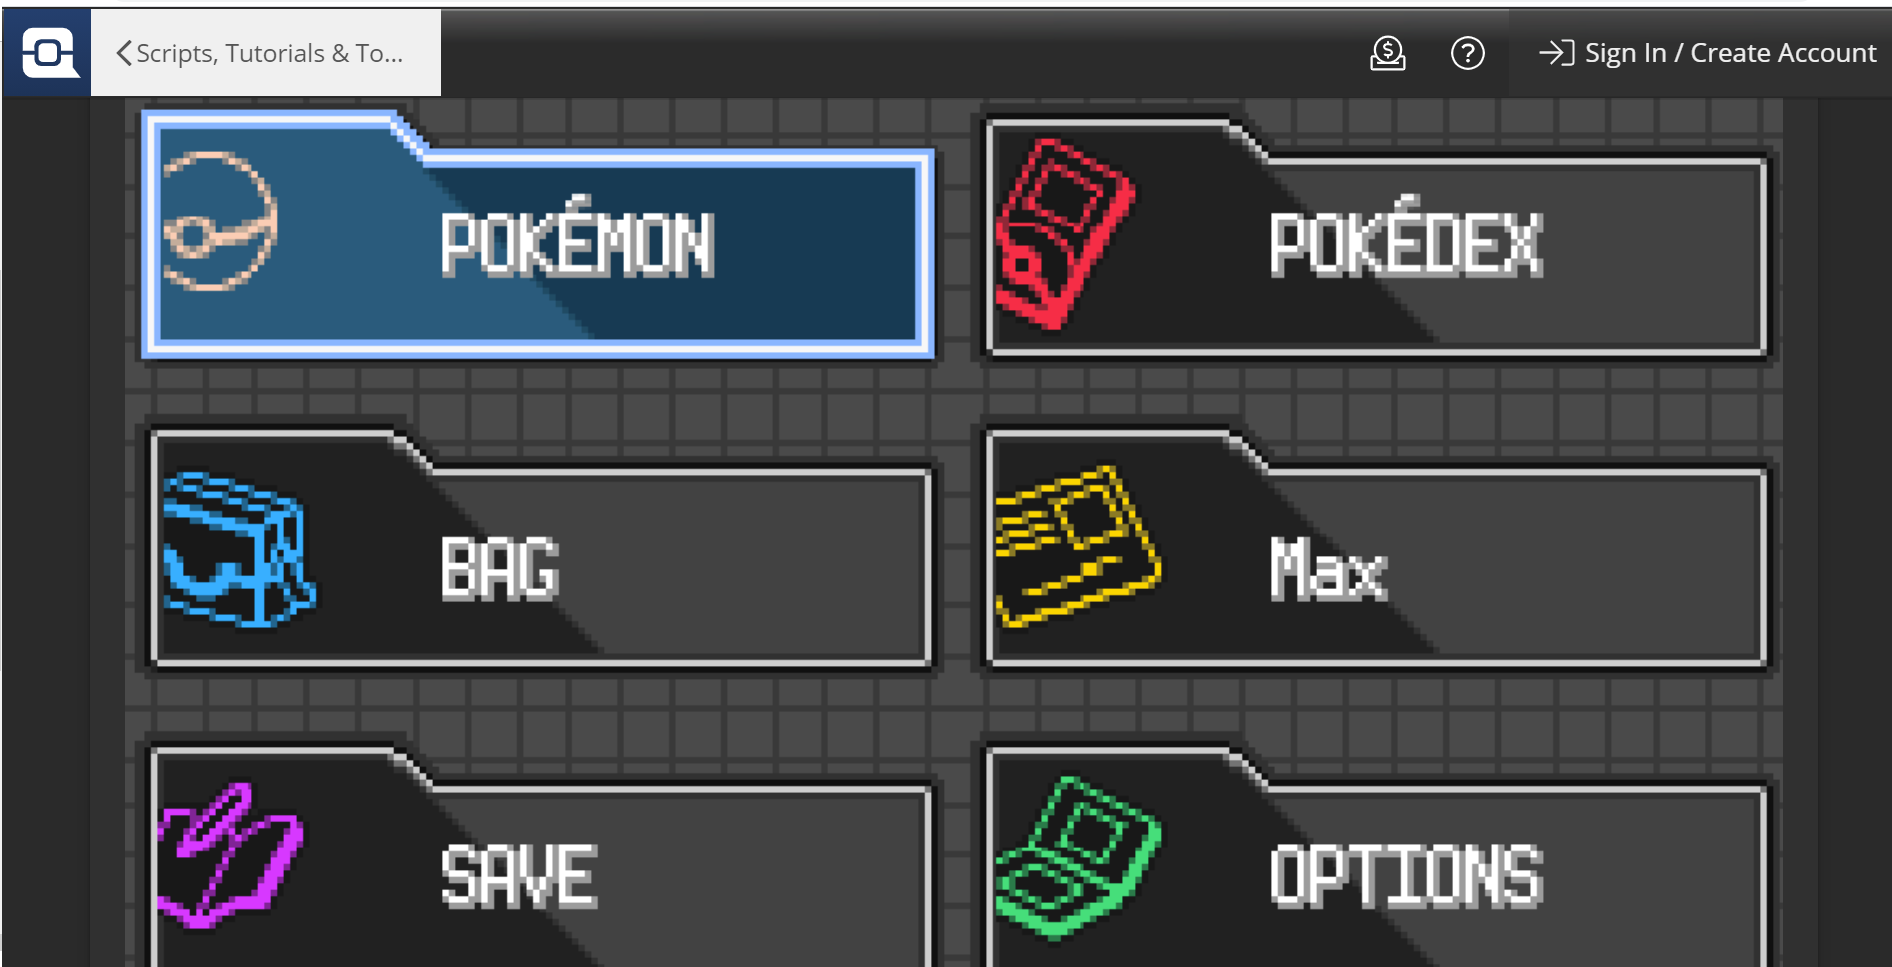 Scripts, Tutorials & To...
Sign In / Create Account
POKÉMON
POKÉDEX
BAG
Max
SAVE
OPTIONS